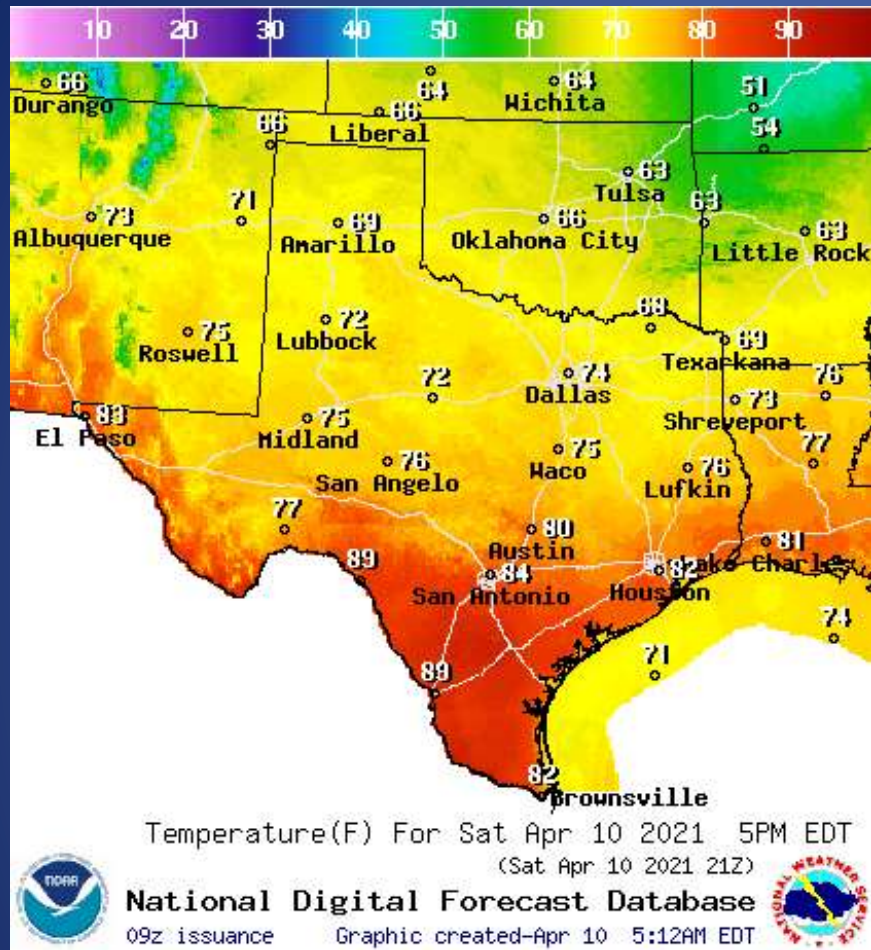 10 20 30 40 50 60 70 80 90
66 64 64 51
Durango Wichita
66
Liberal
66 54
63
Tulsa
73 71 69 66 63 63
Albuquerque Amarillo Oklahoma City Little Rock
75 72 68 69
Roswell Lubbock Texarkana
72 74 73 76
Dallas Shreveport
83 75
El Paso Midland
76 75 76 77
San Angelo Waco Lufkin
77 80 81
Austin Lake Charles
89 84 82
San Antonio Houston
74
71
89
82
Brownsville
Temperature(F) For Sat Apr 10 2021 5PM EDT
(Sat Apr 10 2021 21Z)
National Digital Forecast Database
09z issuance Graphic created-Apr 10 5:12AM EDT
NOAA
NATIONAL WEATHER SERVICE